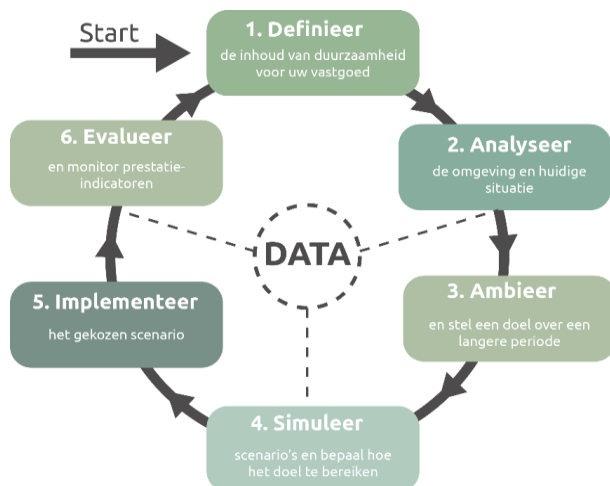 Start
1. Definieer
de inhoud van duurzaamheid
voor uw vastgoed
2. Analyseer
de omgeving en huidige
situatie
3. Ambieer
en stel een doel over een
langere periode
4. Simuleer
scenario's en bepaal hoe
het doel te bereiken
5. Implementeer
het gekozen scenario
6. Evalueer
en monitor prestatie-
indicatoren
DATA